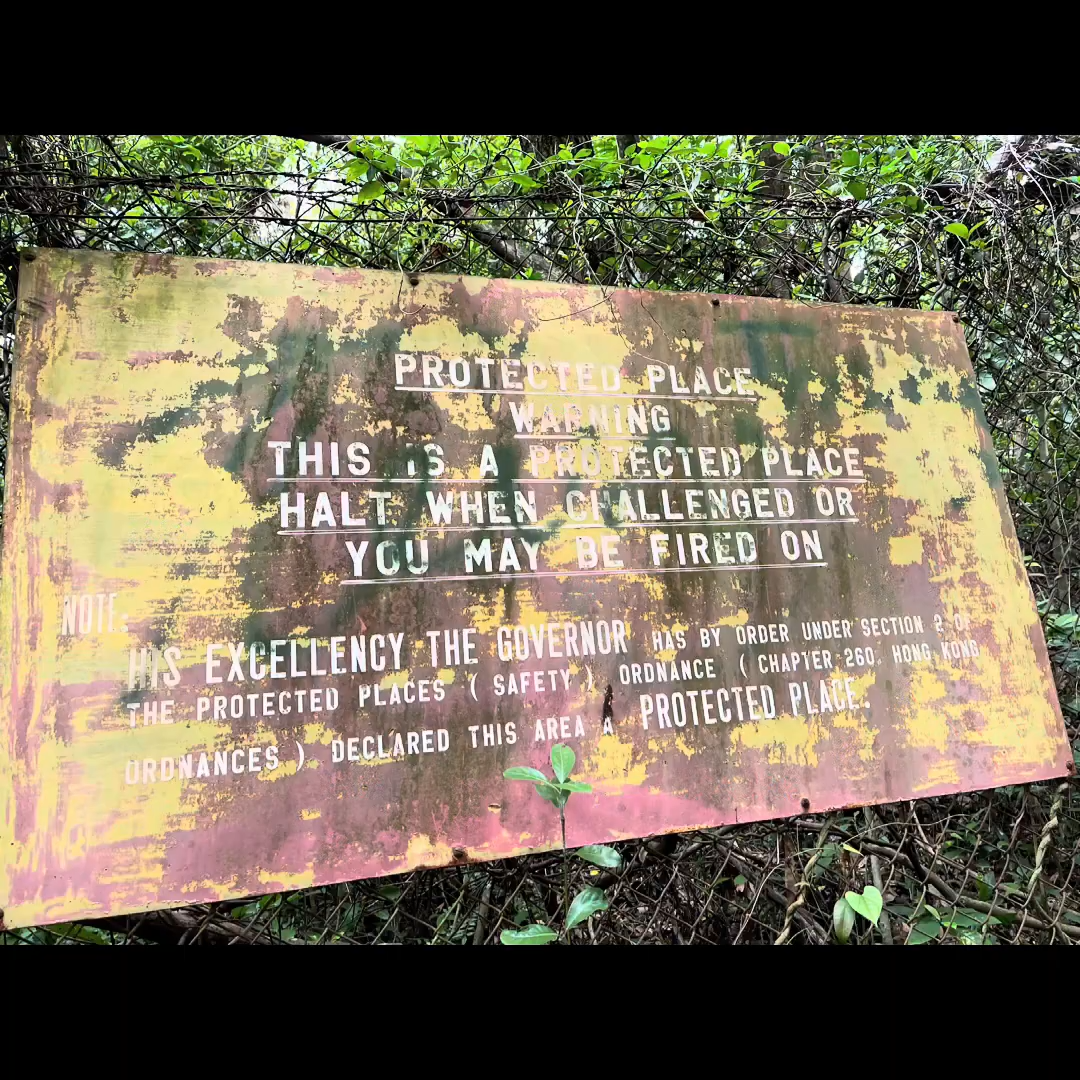 PROTECTED PLACE
WARNING
THIS IS A PROTECTED PLACE
HALT WHEN CHALLENGED OR
YOU MAY BE FIRED ON
NOTE:
HIS EXCELLENCY THE GOVERNOR HAS BY ORDER UNDER SECTION 2 OF
THE PROTECTED PLACES ( SAFETY ) ORDNANCE ( CHAPTER 260. HONG KONG
ORDNANCES ) DECLARED THIS AREA A PROTECTED PLACE.